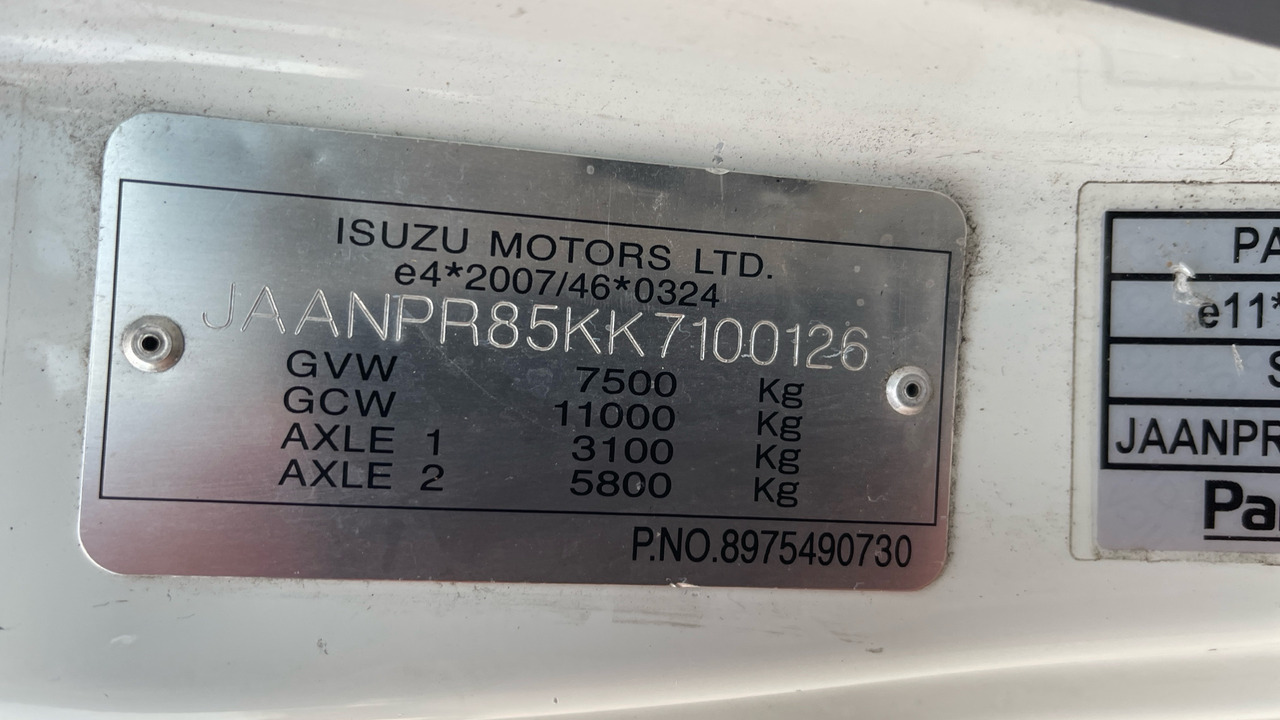 ISUZU MOTORS LTD.
e4*2007/46*0324
JAANPR85KK7100126
GVW 7500 Kg
GCW 11000 Kg
AXLE 1 3100 Kg
AXLE 2 5800 Kg
P.NO.8975490730
PA
e11*
S
JAANPR
Pa